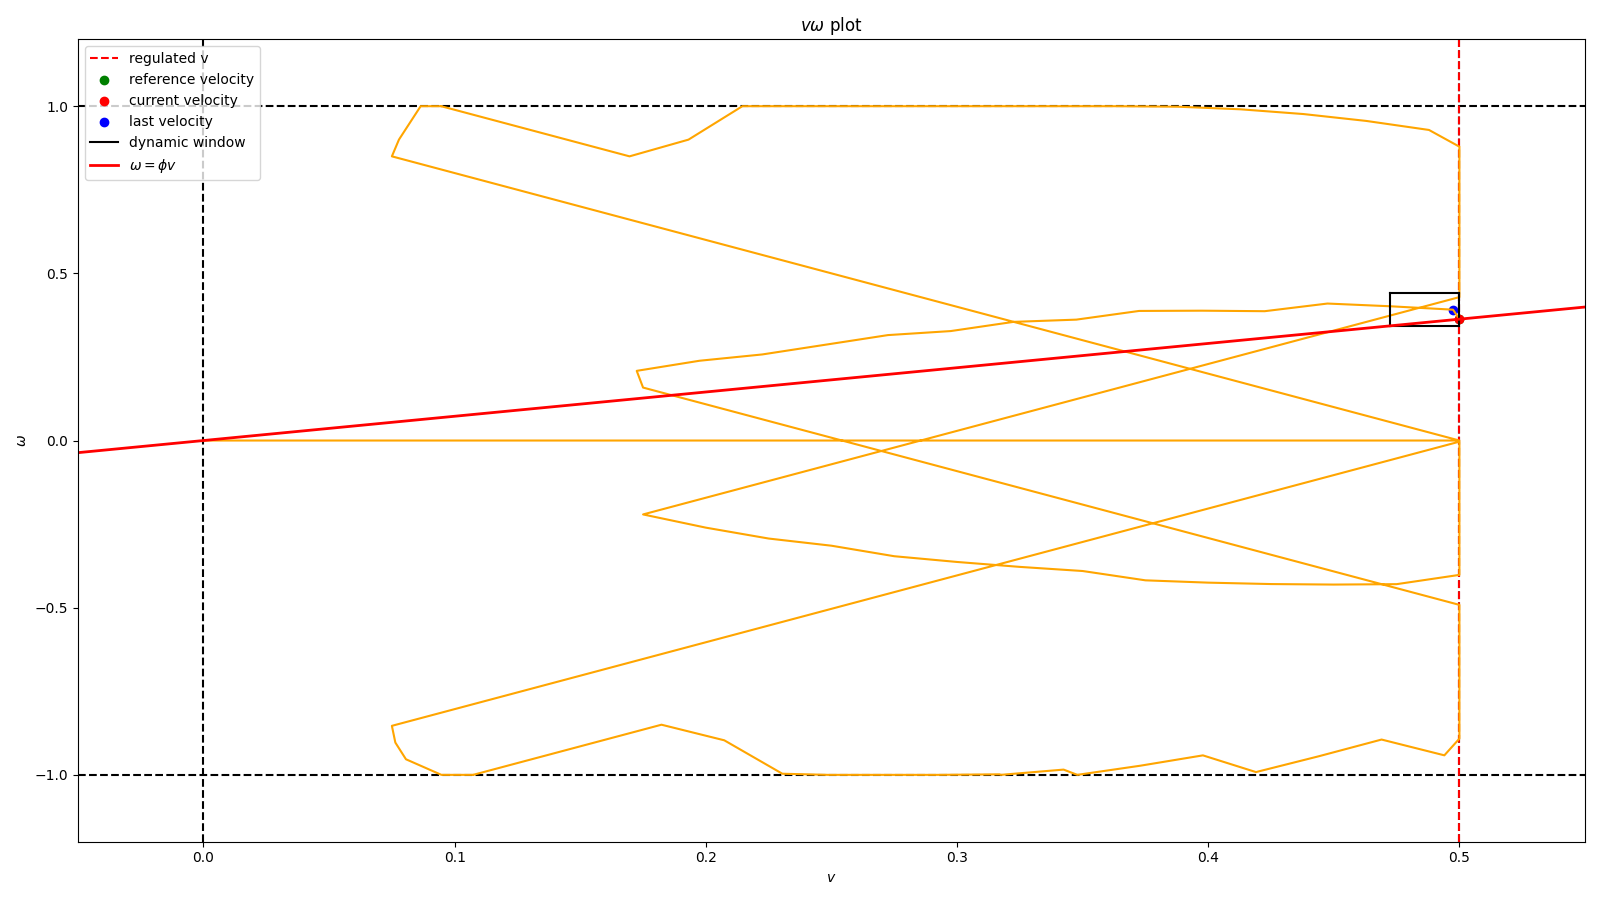 vω plot
regulated v
reference velocity
current velocity
last velocity
dynamic window
ω = ϕv
1.0
0.5
0.0
−0.5
−1.0
ω
0.0 0.1 0.2 0.3 0.4 0.5
v